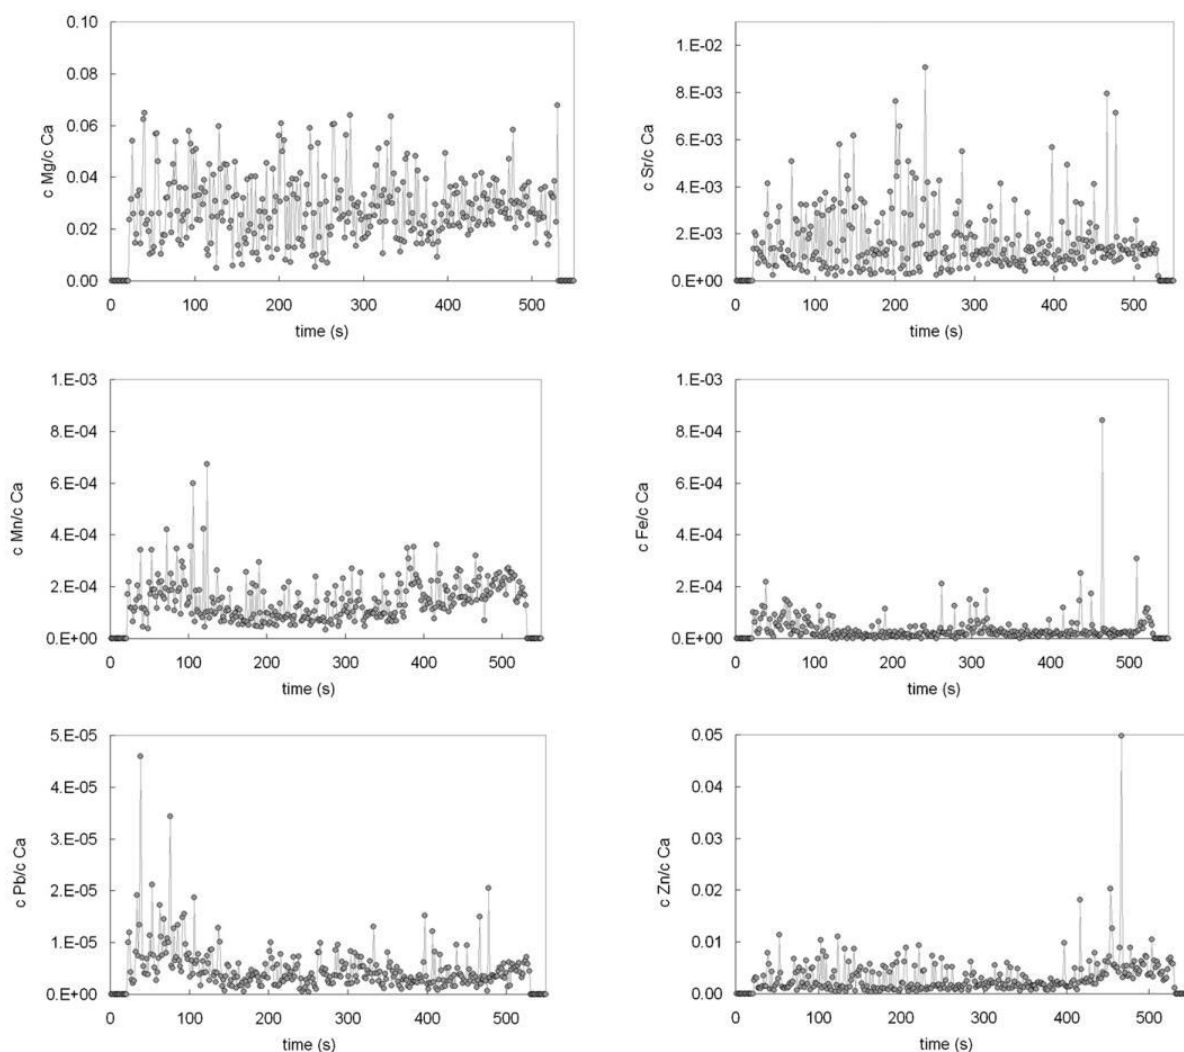 c Mg/c Ca
0.10
0.08
0.06
0.04
0.02
0.00
0 100 200 300 400 500
time (s)
c Sr/c Ca
1.E-02
8.E-03
6.E-03
4.E-03
2.E-03
0.E+00
0 100 200 300 400 500
time (s)
c Mn/c Ca
1.E-03
8.E-04
6.E-04
4.E-04
2.E-04
0.E+00
0 100 200 300 400 500
time (s)
c Fe/c Ca
1.E-03
8.E-04
6.E-04
4.E-04
2.E-04
0.E+00
0 100 200 300 400 500
time (s)
c Pb/c Ca
5.E-05
4.E-05
3.E-05
2.E-05
1.E-05
0.E+00
0 100 200 300 400 500
time (s)
c Zn/c Ca
0.05
0.04
0.03
0.02
0.01
0.00
0 100 200 300 400 500
time (s)